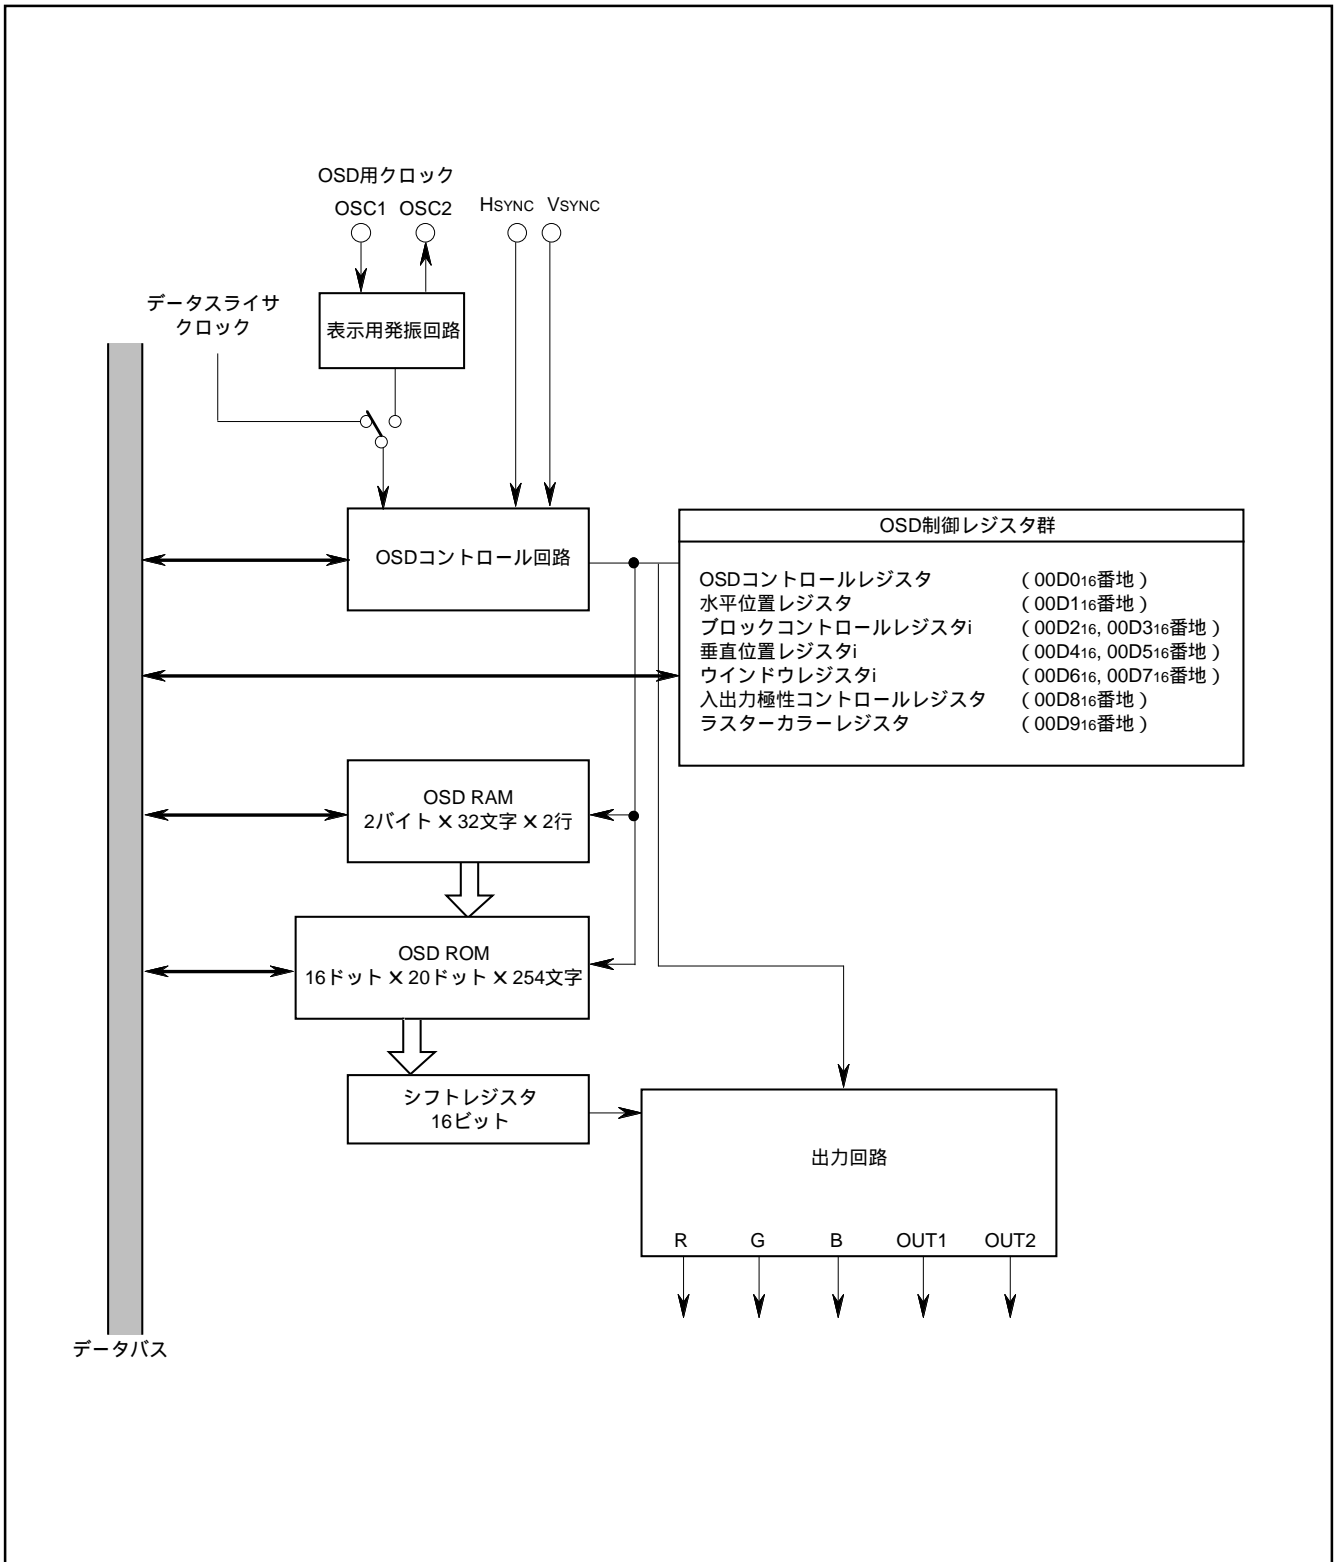 OSD用クロック
OSC1 OSC2 HSYNC VSYNC
データスライサ
クロック
表示用発振回路
OSDコントロール回路
OSD制御レジスタ群
OSDコントロールレジスタ (00D016番地)
水平位置レジスタ (00D116番地)
ブロックコントロールレジスタi (00D216, 00D316番地)
垂直位置レジスタi (00D416, 00D516番地)
ウインドウレジスタi (00D616, 00D716番地)
入出力極性コントロールレジスタ (00D816番地)
ラスターカラーレジスタ (00D916番地)
OSD RAM
2バイト × 32文字 × 2行
OSD ROM
16ドット × 20ドット × 254文字
シフトレジスタ
16ビット
出力回路
R G B OUT1 OUT2
データバス